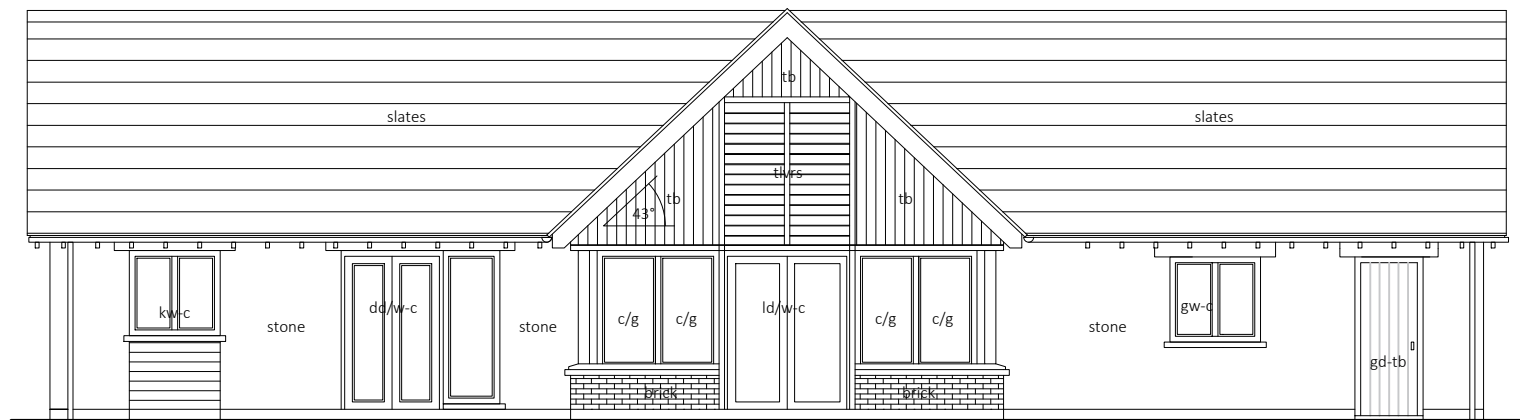 tb
slates
slates
tlvrs
tb
tb
43°
kw-c
dd/w-c
ld/w-c
gw-c
stone
stone
c/g
c/g
c/g
c/g
stone
gd-tb
brick
brick